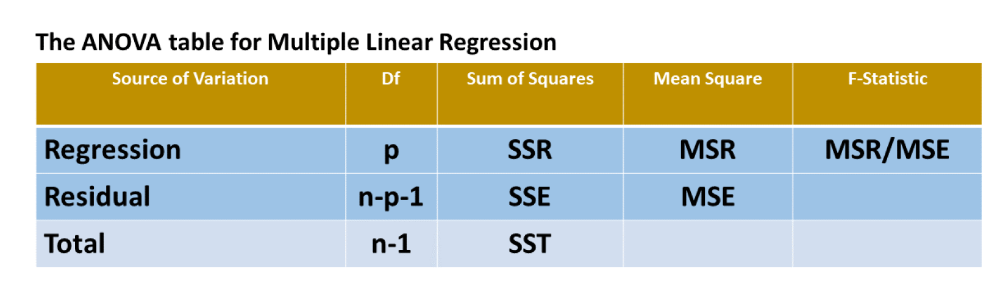 The ANOVA table for Multiple Linear Regression
Source of Variation Df Sum of Squares Mean Square F-Statistic
Regression p SSR MSR MSR/MSE
Residual n-p-1 SSE MSE
Total n-1 SST